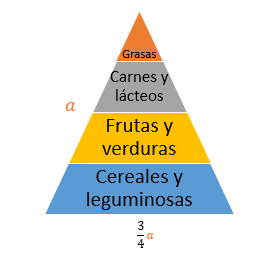 Grasas
Carnes y
lácteos
a
Frutas y
verduras
Cereales y
leguminosas
3/4 a